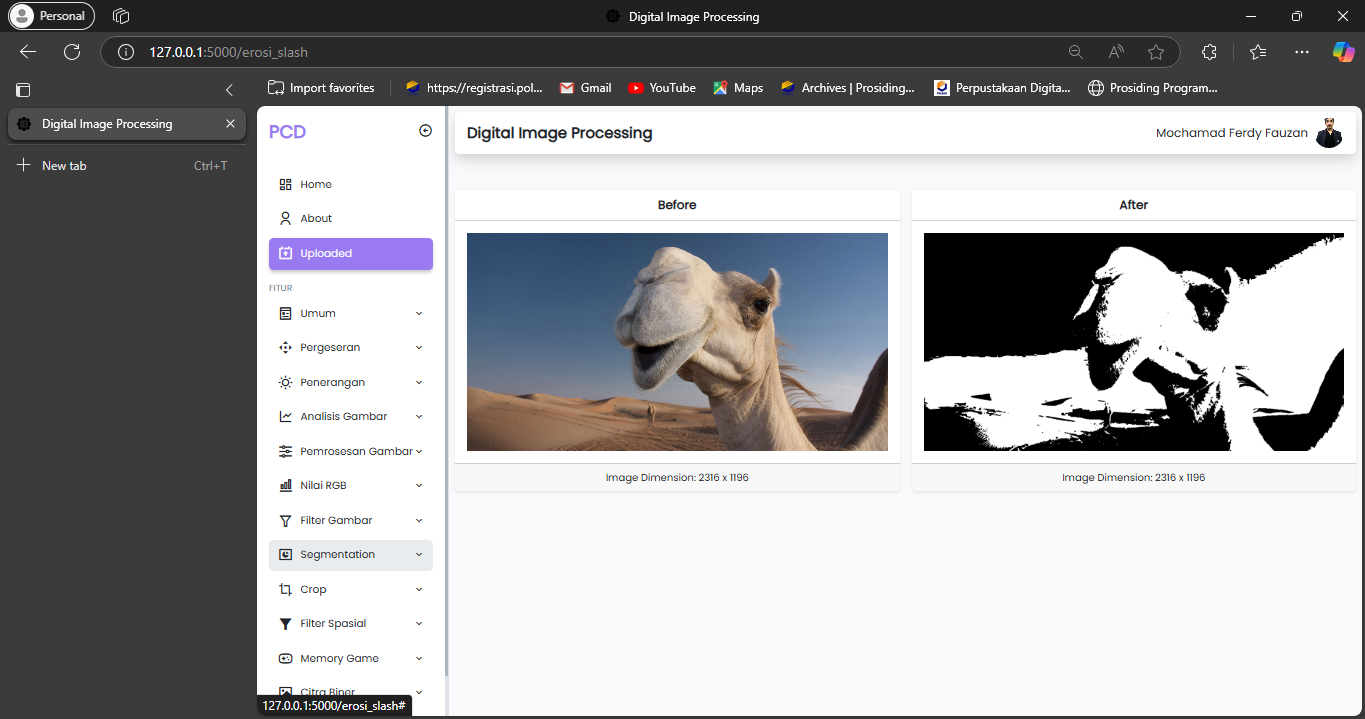 Personal
Digital Image Processing
127.0.0.1:5000/erosi_slash
Import favorites
https://registrasi.pol...
Gmail
YouTube
Maps
Archives | Prosiding...
Perpustakaan Digita...
Prosiding Program...
Digital Image Processing
New tab
Ctrl+T
PCD
Home
About
Uploaded
FITUR
Umum
Pergeseran
Penerangan
Analisis Gambar
Pemrosesan Gambar
Nilai RGB
Filter Gambar
Segmentation
Crop
Filter Spasial
Memory Game
Citra Biner
127.0.0.1:5000/erosi_slash#
Digital Image Processing
Mochamad Ferdy Fauzan
Before
After
Image Dimension: 2316 x 1196
Image Dimension: 2316 x 1196